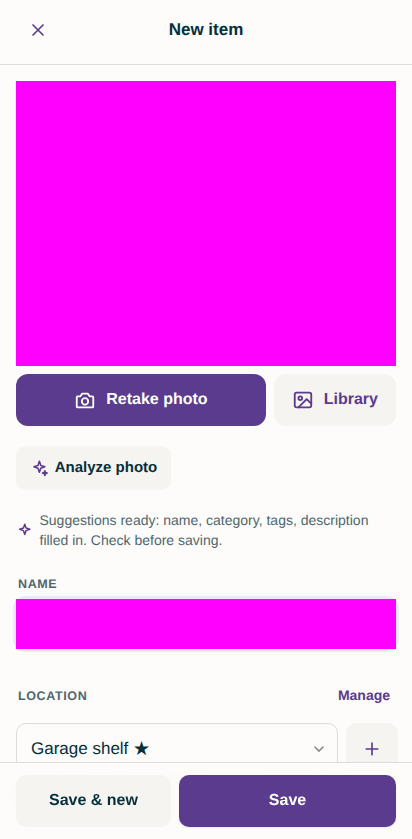 New item
Retake photo
Library
Analyze photo
Suggestions ready: name, category, tags, description
filled in. Check before saving.
NAME
LOCATION
Manage
Garage shelf ★
Save & new
Save